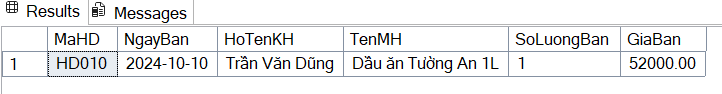 Results Messages
MaHD NgayBan HoTenKH TenMH SoLuongBan GiaBan
1 HD010 2024-10-10 Trần Văn Dũng Dầu ăn Tường An 1L 1 52000.00